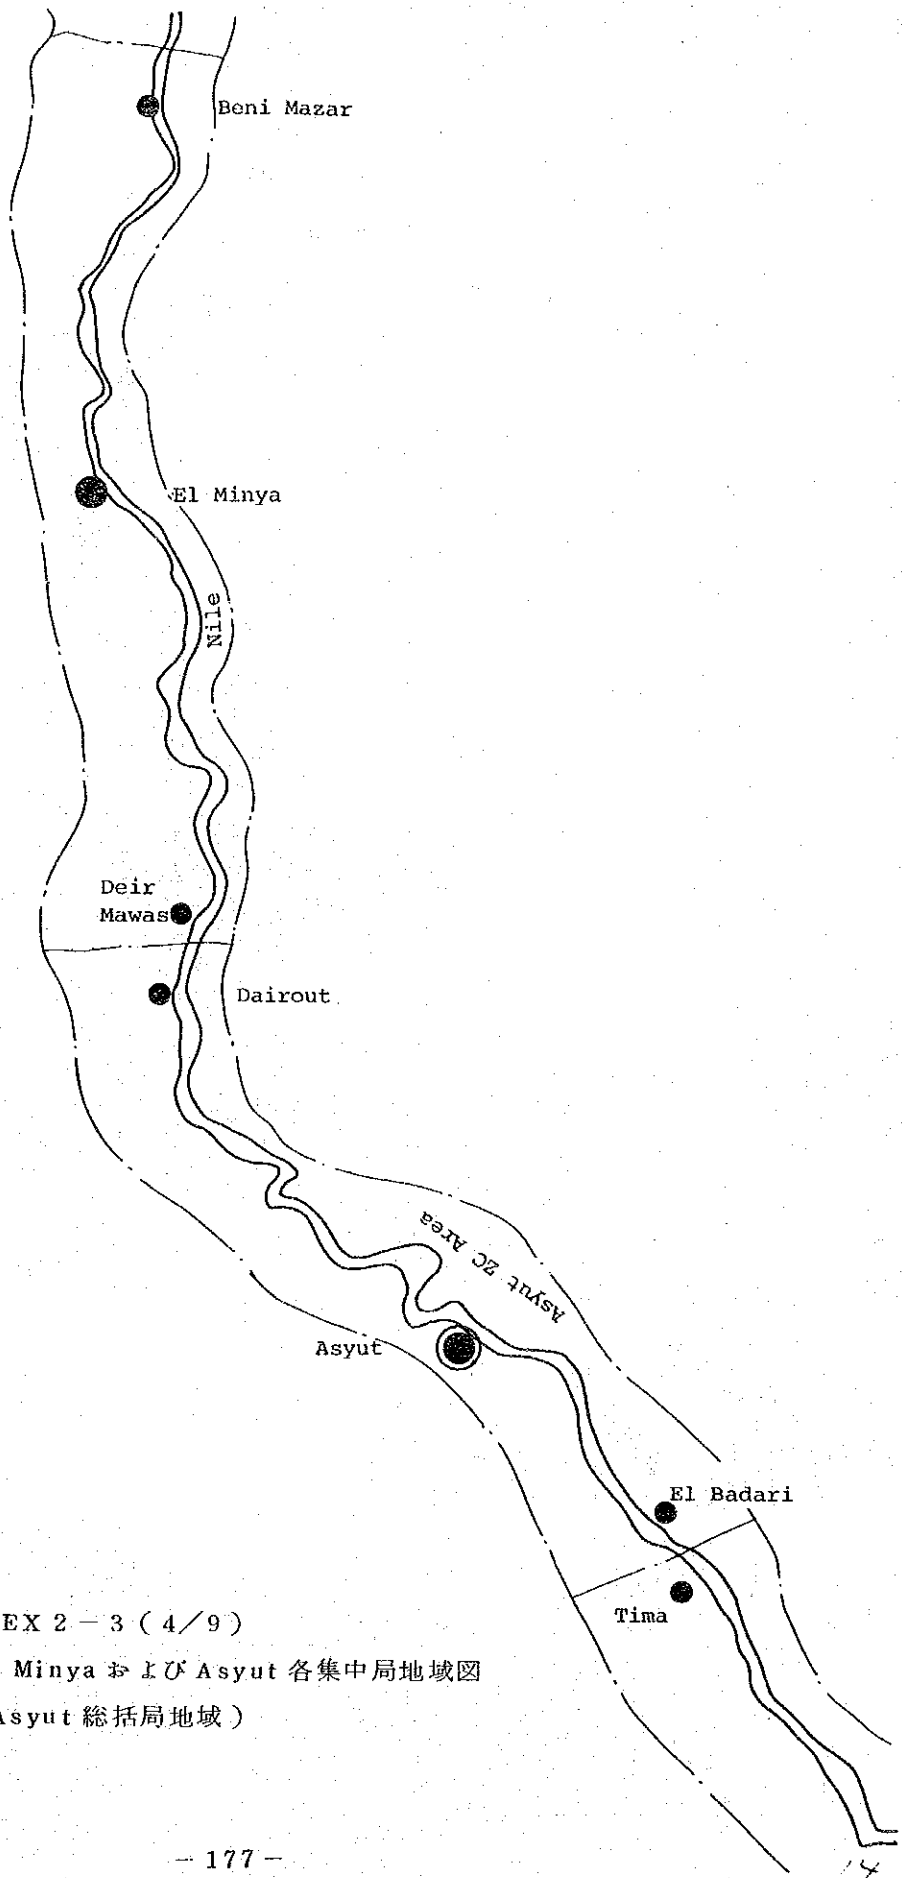 Beni Mazar
El Minya
Nile
Deir
Mawas
Dairout
Asyut ZC Area
Asyut
El Badari
Tima
EX 2-3 (4/9)
Minya および Asyut 各集中局地域図
Asyut 総括局地域)
- 177 -
14